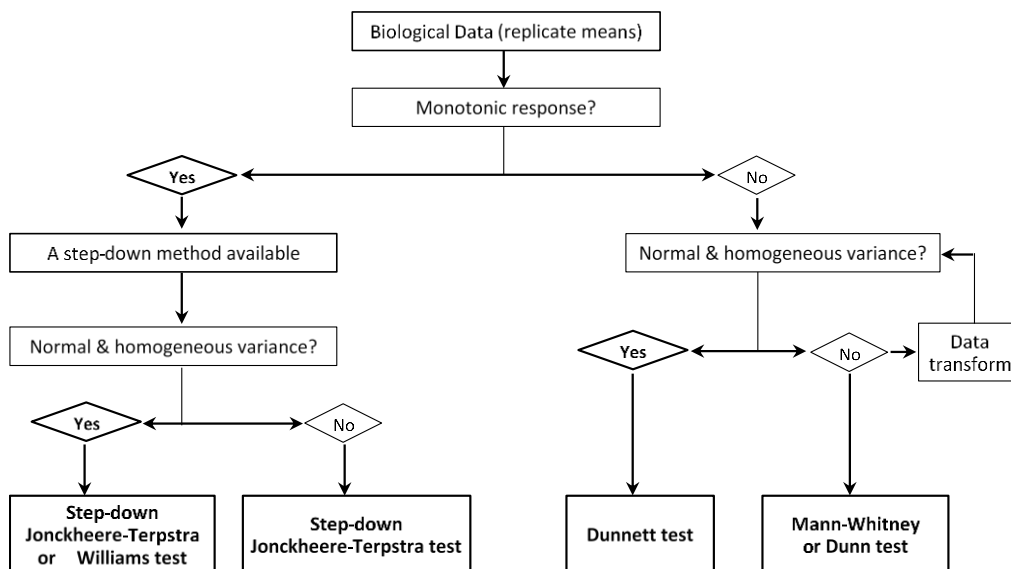 Biological Data (replicate means)
Monotonic response?
Yes
No
A step-down method available
Normal & homogeneous variance?
Normal & homogeneous variance?
Yes
No
Data
transform
Yes
No
Step-down
Jonckheere-Terpstra
or Williams test
Step-down
Jonckheere-Terpstra test
Dunnett test
Mann-Whitney
or Dunn test